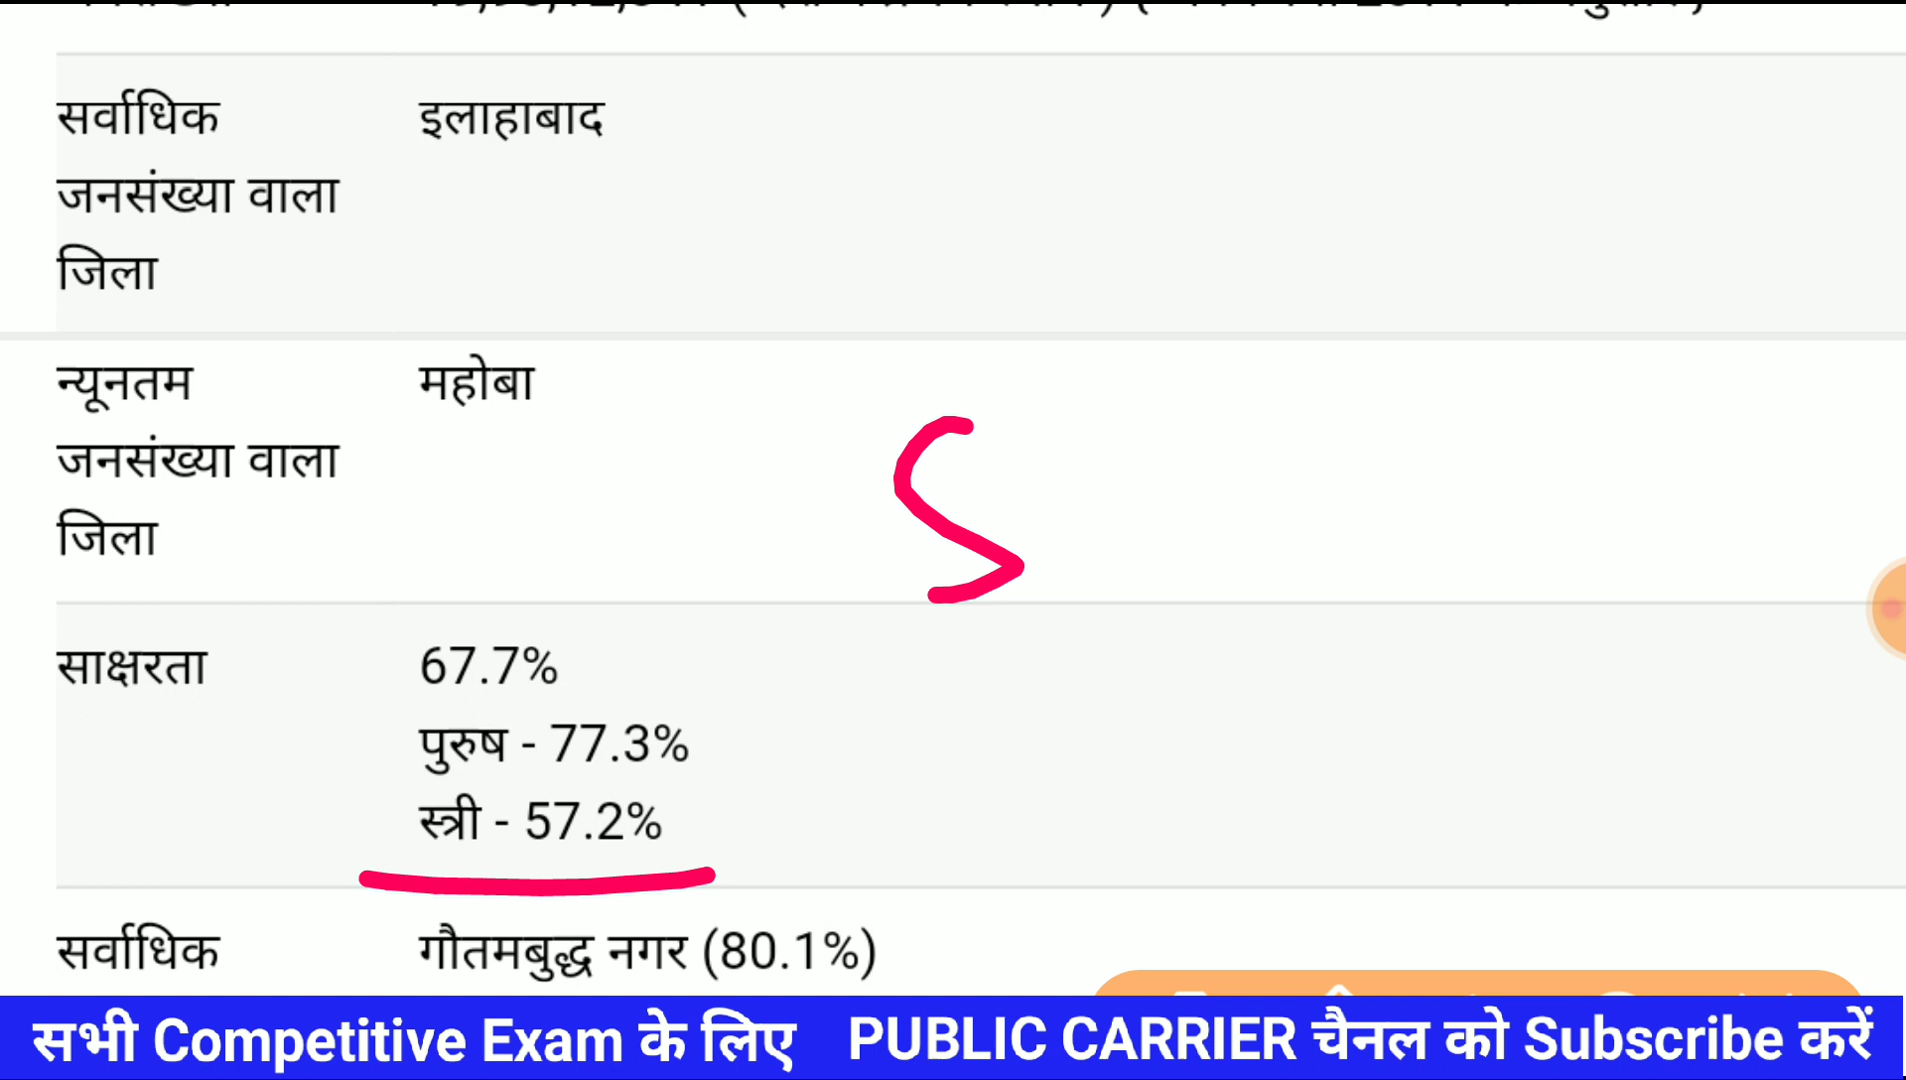 सर्वाधिक इलाहाबाद
जनसंख्या वाला
जिला
न्यूनतम महोबा
जनसंख्या वाला
जिला
साक्षरता 67.7%
पुरुष - 77.3%
स्त्री - 57.2%
सर्वाधिक गौतमबुद्ध नगर (80.1%)
सभी Competitive Exam के लिए PUBLIC CARRIER चैनल को Subscribe करें